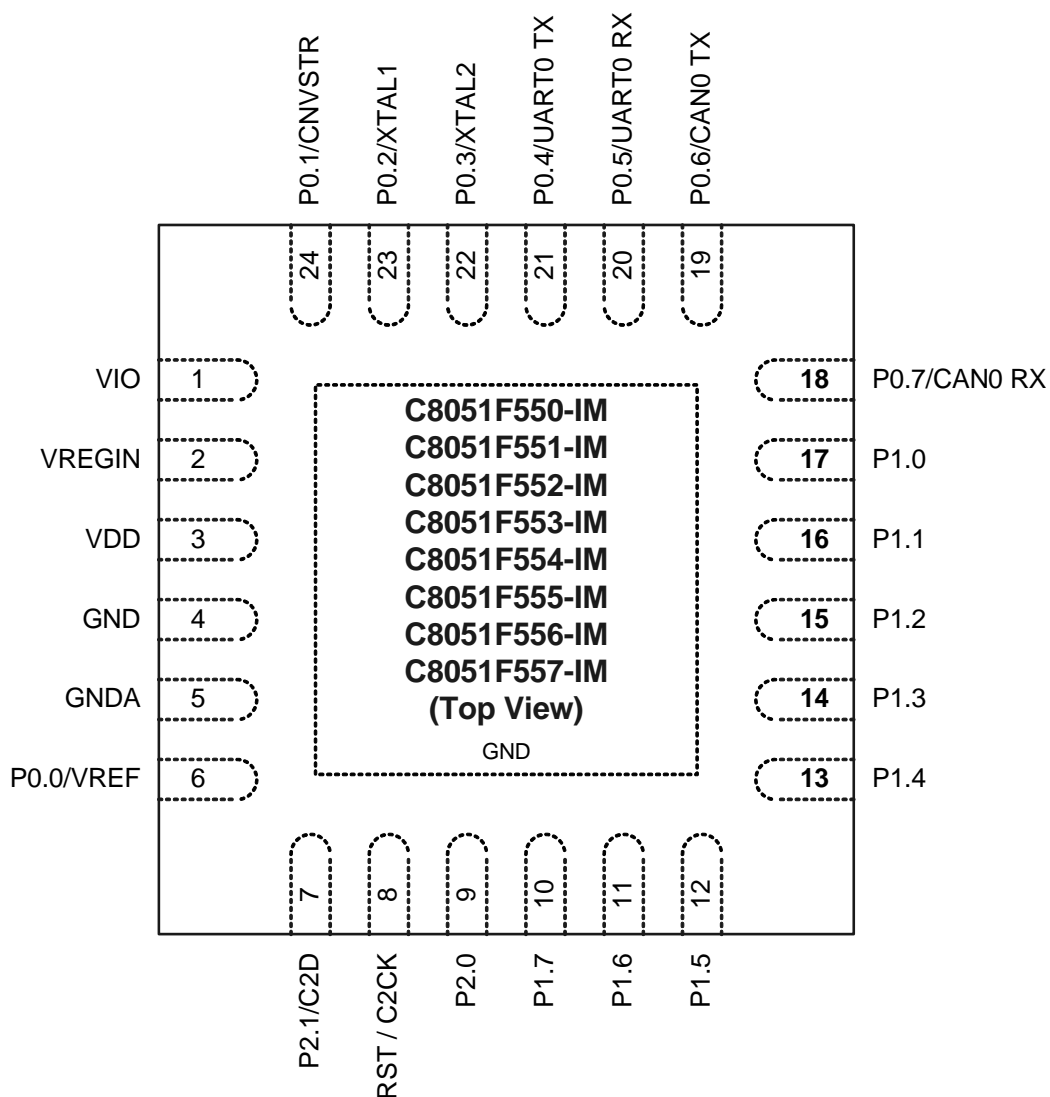 P0.1/CNVSTR
P0.2/XTAL1
P0.3/XTAL2
P0.4/UART0 TX
P0.5/UART0 RX
P0.6/CAN0 TX
24
23
22
21
20
19
VIO 1
VREGIN 2
VDD 3
GND 4
GNDA 5
P0.0/VREF 6
C8051F550-IM
C8051F551-IM
C8051F552-IM
C8051F553-IM
C8051F554-IM
C8051F555-IM
C8051F556-IM
C8051F557-IM
(Top View)
GND
18 P0.7/CAN0 RX
17 P1.0
16 P1.1
15 P1.2
14 P1.3
13 P1.4
7
8
9
10
11
12
P2.1/C2D
RST / C2CK
P2.0
P1.7
P1.6
P1.5